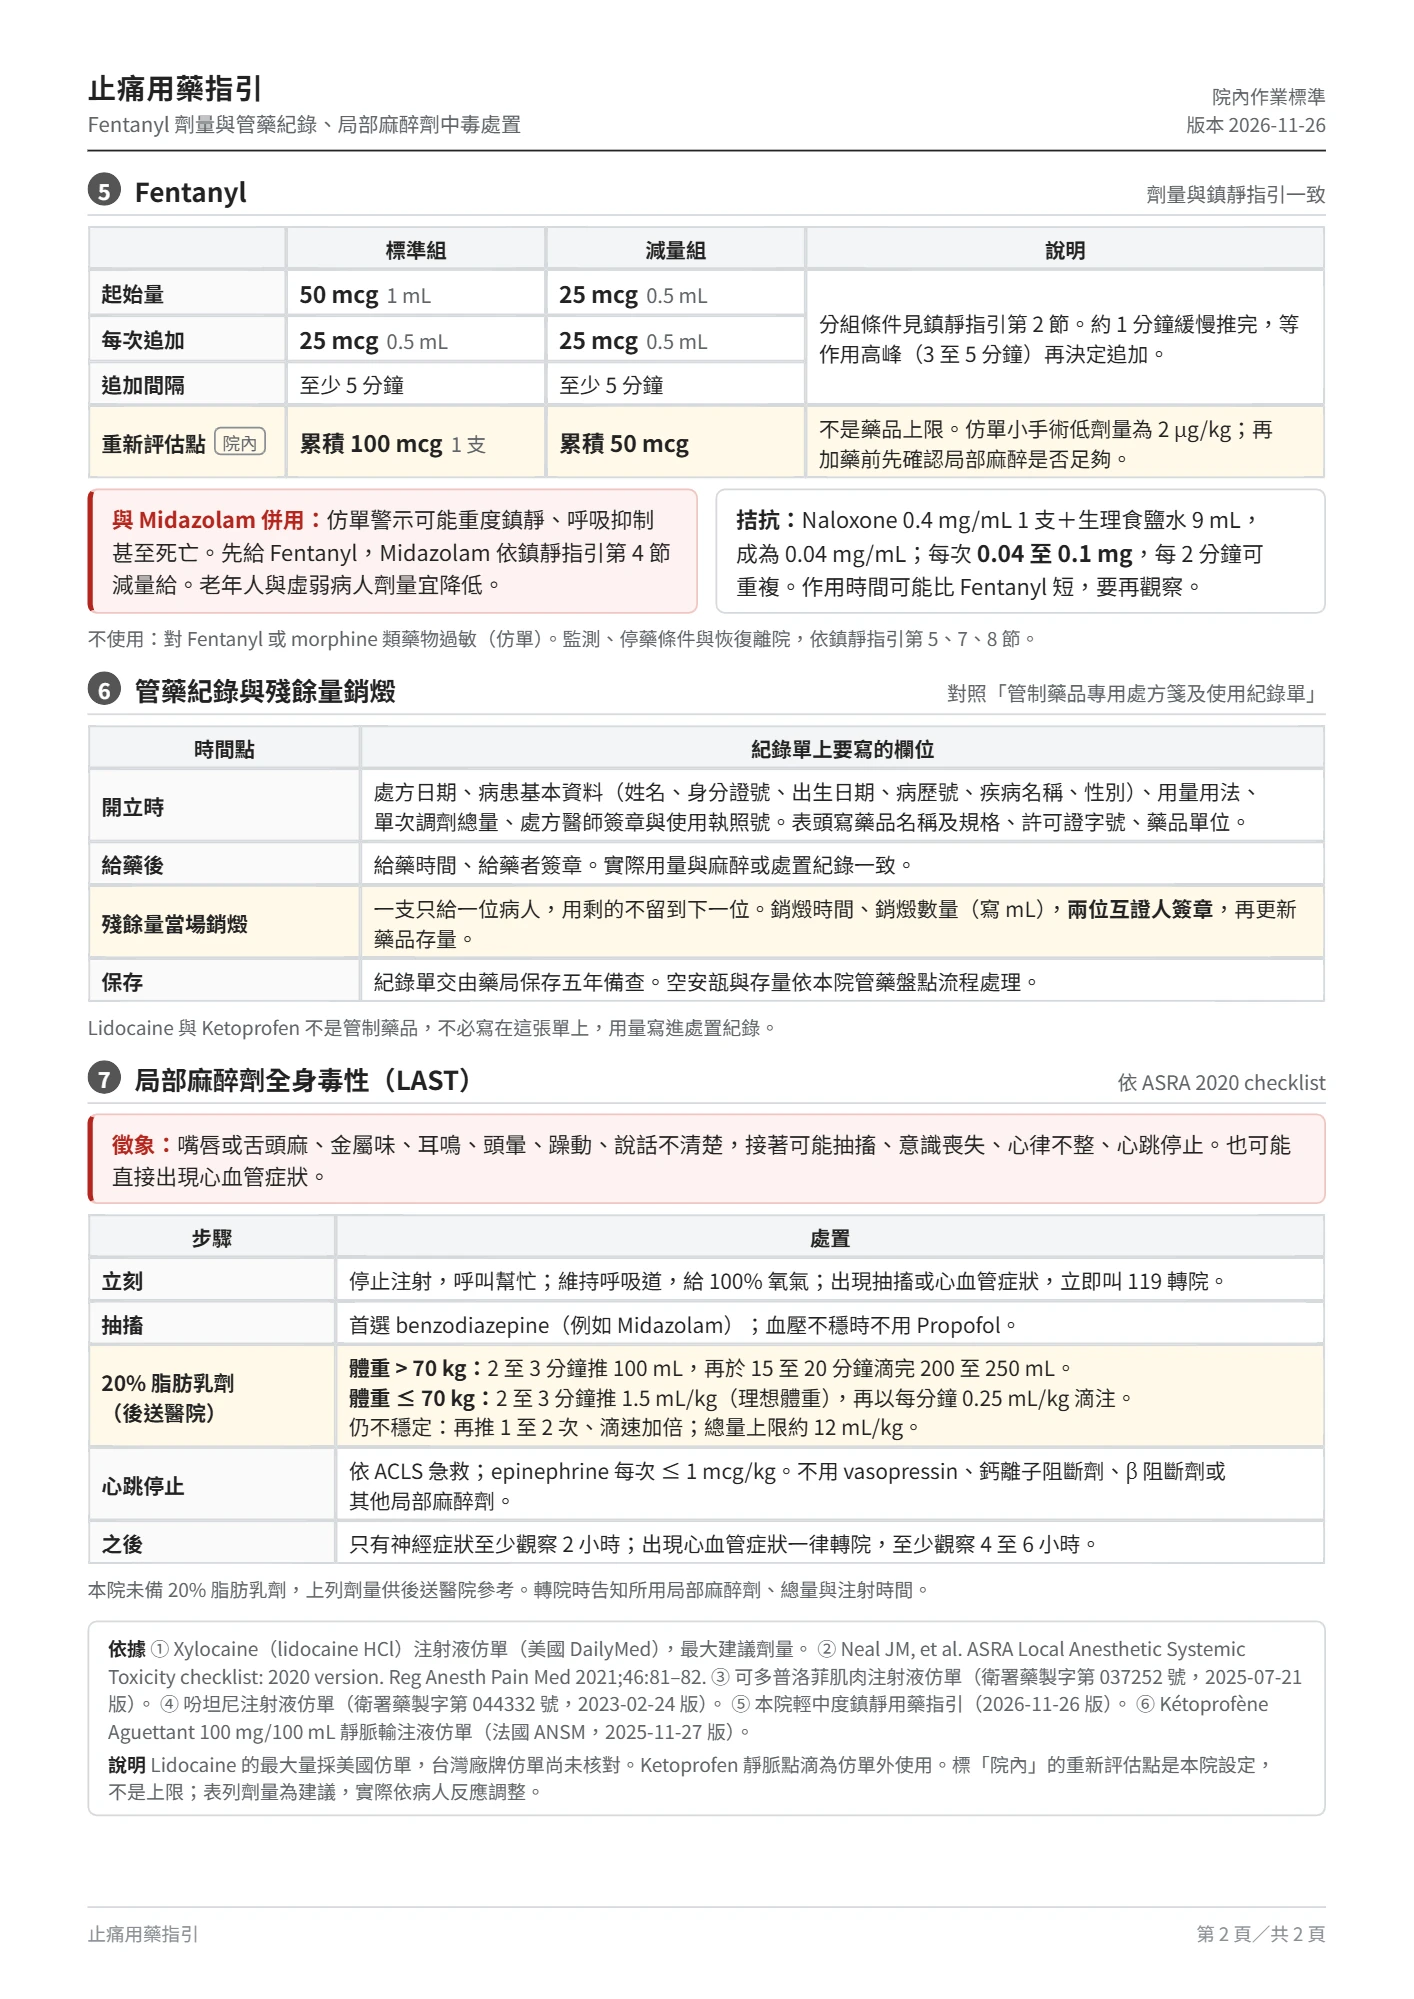 止痛用藥指引
Fentanyl 劑量與管藥紀錄、局部麻醉劑中毒處置
院內作業標準
版本 2026-11-26
5 Fentanyl
劑量與鎮靜指引一致
標準組 減量組 說明
起始量 50 mcg 1 mL 25 mcg 0.5 mL
每次追加 25 mcg 0.5 mL 25 mcg 0.5 mL
追加間隔 至少 5 分鐘 至少 5 分鐘
分組條件見鎮靜指引第 2 節。約 1 分鐘緩慢推完，等
作用高峰（3 至 5 分鐘）再決定追加。
重新評估點 院內 累積 100 mcg 1 支 累積 50 mcg
不是藥品上限。仿單小手術低劑量為 2 μg/kg；再
加藥前先確認局部麻醉是否足夠。
與 Midazolam 併用：仿單警示可能重度鎮靜、呼吸抑制
甚至死亡。先給 Fentanyl，Midazolam 依鎮靜指引第 4 節
減量給。老年人與虛弱病人劑量宜降低。
拮抗：Naloxone 0.4 mg/mL 1 支＋生理食鹽水 9 mL，
成為 0.04 mg/mL；每次 0.04 至 0.1 mg，每 2 分鐘可
重複。作用時間可能比 Fentanyl 短，要再觀察。
不使用：對 Fentanyl 或 morphine 類藥物過敏（仿單）。監測、停藥條件與恢復離院，依鎮靜指引第 5、7、8 節。
6 管藥紀錄與殘餘量銷燬
對照「管制藥品專用處方箋及使用紀錄單」
時間點 紀錄單上要寫的欄位
開立時
處方日期、病患基本資料（姓名、身分證號、出生日期、病歷號、疾病名稱、性別）、用量用法、
單次調劑總量、處方醫師簽章與使用執照號。表頭寫藥品名稱及規格、許可證字號、藥品單位。
給藥後 給藥時間、給藥者簽章。實際用量與麻醉或處置紀錄一致。
殘餘量當場銷燬
一支只給一位病人，用剩的不留到下一位。銷燬時間、銷燬數量（寫 mL），兩位互證人簽章，再更新
藥品存量。
保存 紀錄單交由藥局保存五年備查。空安瓿與存量依本院管藥盤點流程處理。
Lidocaine 與 Ketoprofen 不是管制藥品，不必寫在這張單上，用量寫進處置紀錄。
7 局部麻醉劑全身毒性（LAST）
依 ASRA 2020 checklist
徵象：嘴唇或舌頭麻、金屬味、耳鳴、頭暈、躁動、說話不清楚，接著可能抽搐、意識喪失、心律不整、心跳停止。也可能
直接出現心血管症狀。
步驟 處置
立刻 停止注射，呼叫幫忙；維持呼吸道，給 100% 氧氣；出現抽搐或心血管症狀，立即叫 119 轉院。
抽搐 首選 benzodiazepine（例如 Midazolam）；血壓不穩時不用 Propofol。
20% 脂肪乳劑
（後送醫院）
體重 > 70 kg：2 至 3 分鐘推 100 mL，再於 15 至 20 分鐘滴完 200 至 250 mL。
體重 ≤ 70 kg：2 至 3 分鐘推 1.5 mL/kg（理想體重），再以每分鐘 0.25 mL/kg 滴注。
仍不穩定：再推 1 至 2 次、滴速加倍；總量上限約 12 mL/kg。
心跳停止
依 ACLS 急救；epinephrine 每次 ≤ 1 mcg/kg。不用 vasopressin、鈣離子阻斷劑、β 阻斷劑或
其他局部麻醉劑。
之後 只有神經症狀至少觀察 2 小時；出現心血管症狀一律轉院，至少觀察 4 至 6 小時。
本院未備 20% 脂肪乳劑，上列劑量供後送醫院參考。轉院時告知所用局部麻醉劑、總量與注射時間。
依據 ① Xylocaine（lidocaine HCl）注射液仿單（美國 DailyMed），最大建議劑量。 ② Neal JM, et al. ASRA Local Anesthetic Systemic
Toxicity checklist: 2020 version. Reg Anesth Pain Med 2021;46:81–82. ③ 可多普洛菲肌肉注射液仿單（衛署藥製字第 037252 號，2025-07-21
版）。 ④ 吩坦尼注射液仿單（衛署藥製字第 044332 號，2023-02-24 版）。 ⑤ 本院輕中度鎮靜用藥指引（2026-11-26 版）。 ⑥ Kétoprofène
Aguettant 100 mg/100 mL 靜脈輸注液仿單（法國 ANSM，2025-11-27 版）。
說明 Lidocaine 的最大量採美國仿單，台灣廠牌仿單尚未核對。Ketoprofen 靜脈點滴為仿單外使用。標「院內」的重新評估點是本院設定，
不是上限；表列劑量為建議，實際依病人反應調整。
止痛用藥指引
第 2 頁／共 2 頁